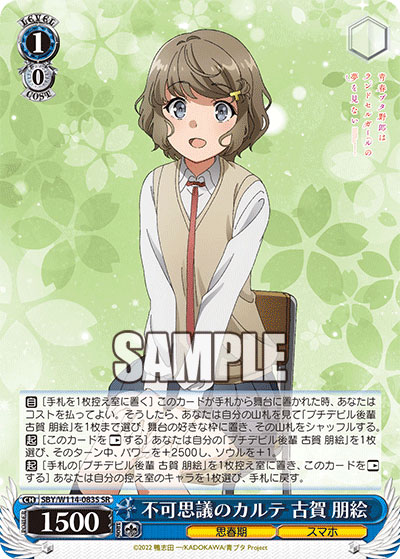 LEVEL
1
0
COST
青春ブタ野郎は
ランドセルガールの
夢を見ない
SAMPLE
自 [手札を1枚控え室に置く] このカードが手札から舞台に置かれた時、あなたは
コストを払ってよい。そうしたら、あなたは自分の山札を見て「プチデビル後輩
古賀 朋絵」を1枚まで選び、舞台の好きな枠に置き、その山札をシャッフルする。
起 [このカードを する] あなたは自分の「プチデビル後輩 古賀 朋絵」を1枚選
び、そのターン中、パワーを+2500し、ソウルを+1。
起 [手札の「プチデビル後輩 古賀 朋絵」を1枚控え室に置き、このカードを する]
あなたは自分の控え室のキャラを1枚選び、手札に戻す。
CH SBY/W114-083S SR
不可思議のカルテ 古賀 朋絵
1500
POWER
思春期
スマホ
©2022 鴨志田 一/KADOKAWA/青ブタ Project